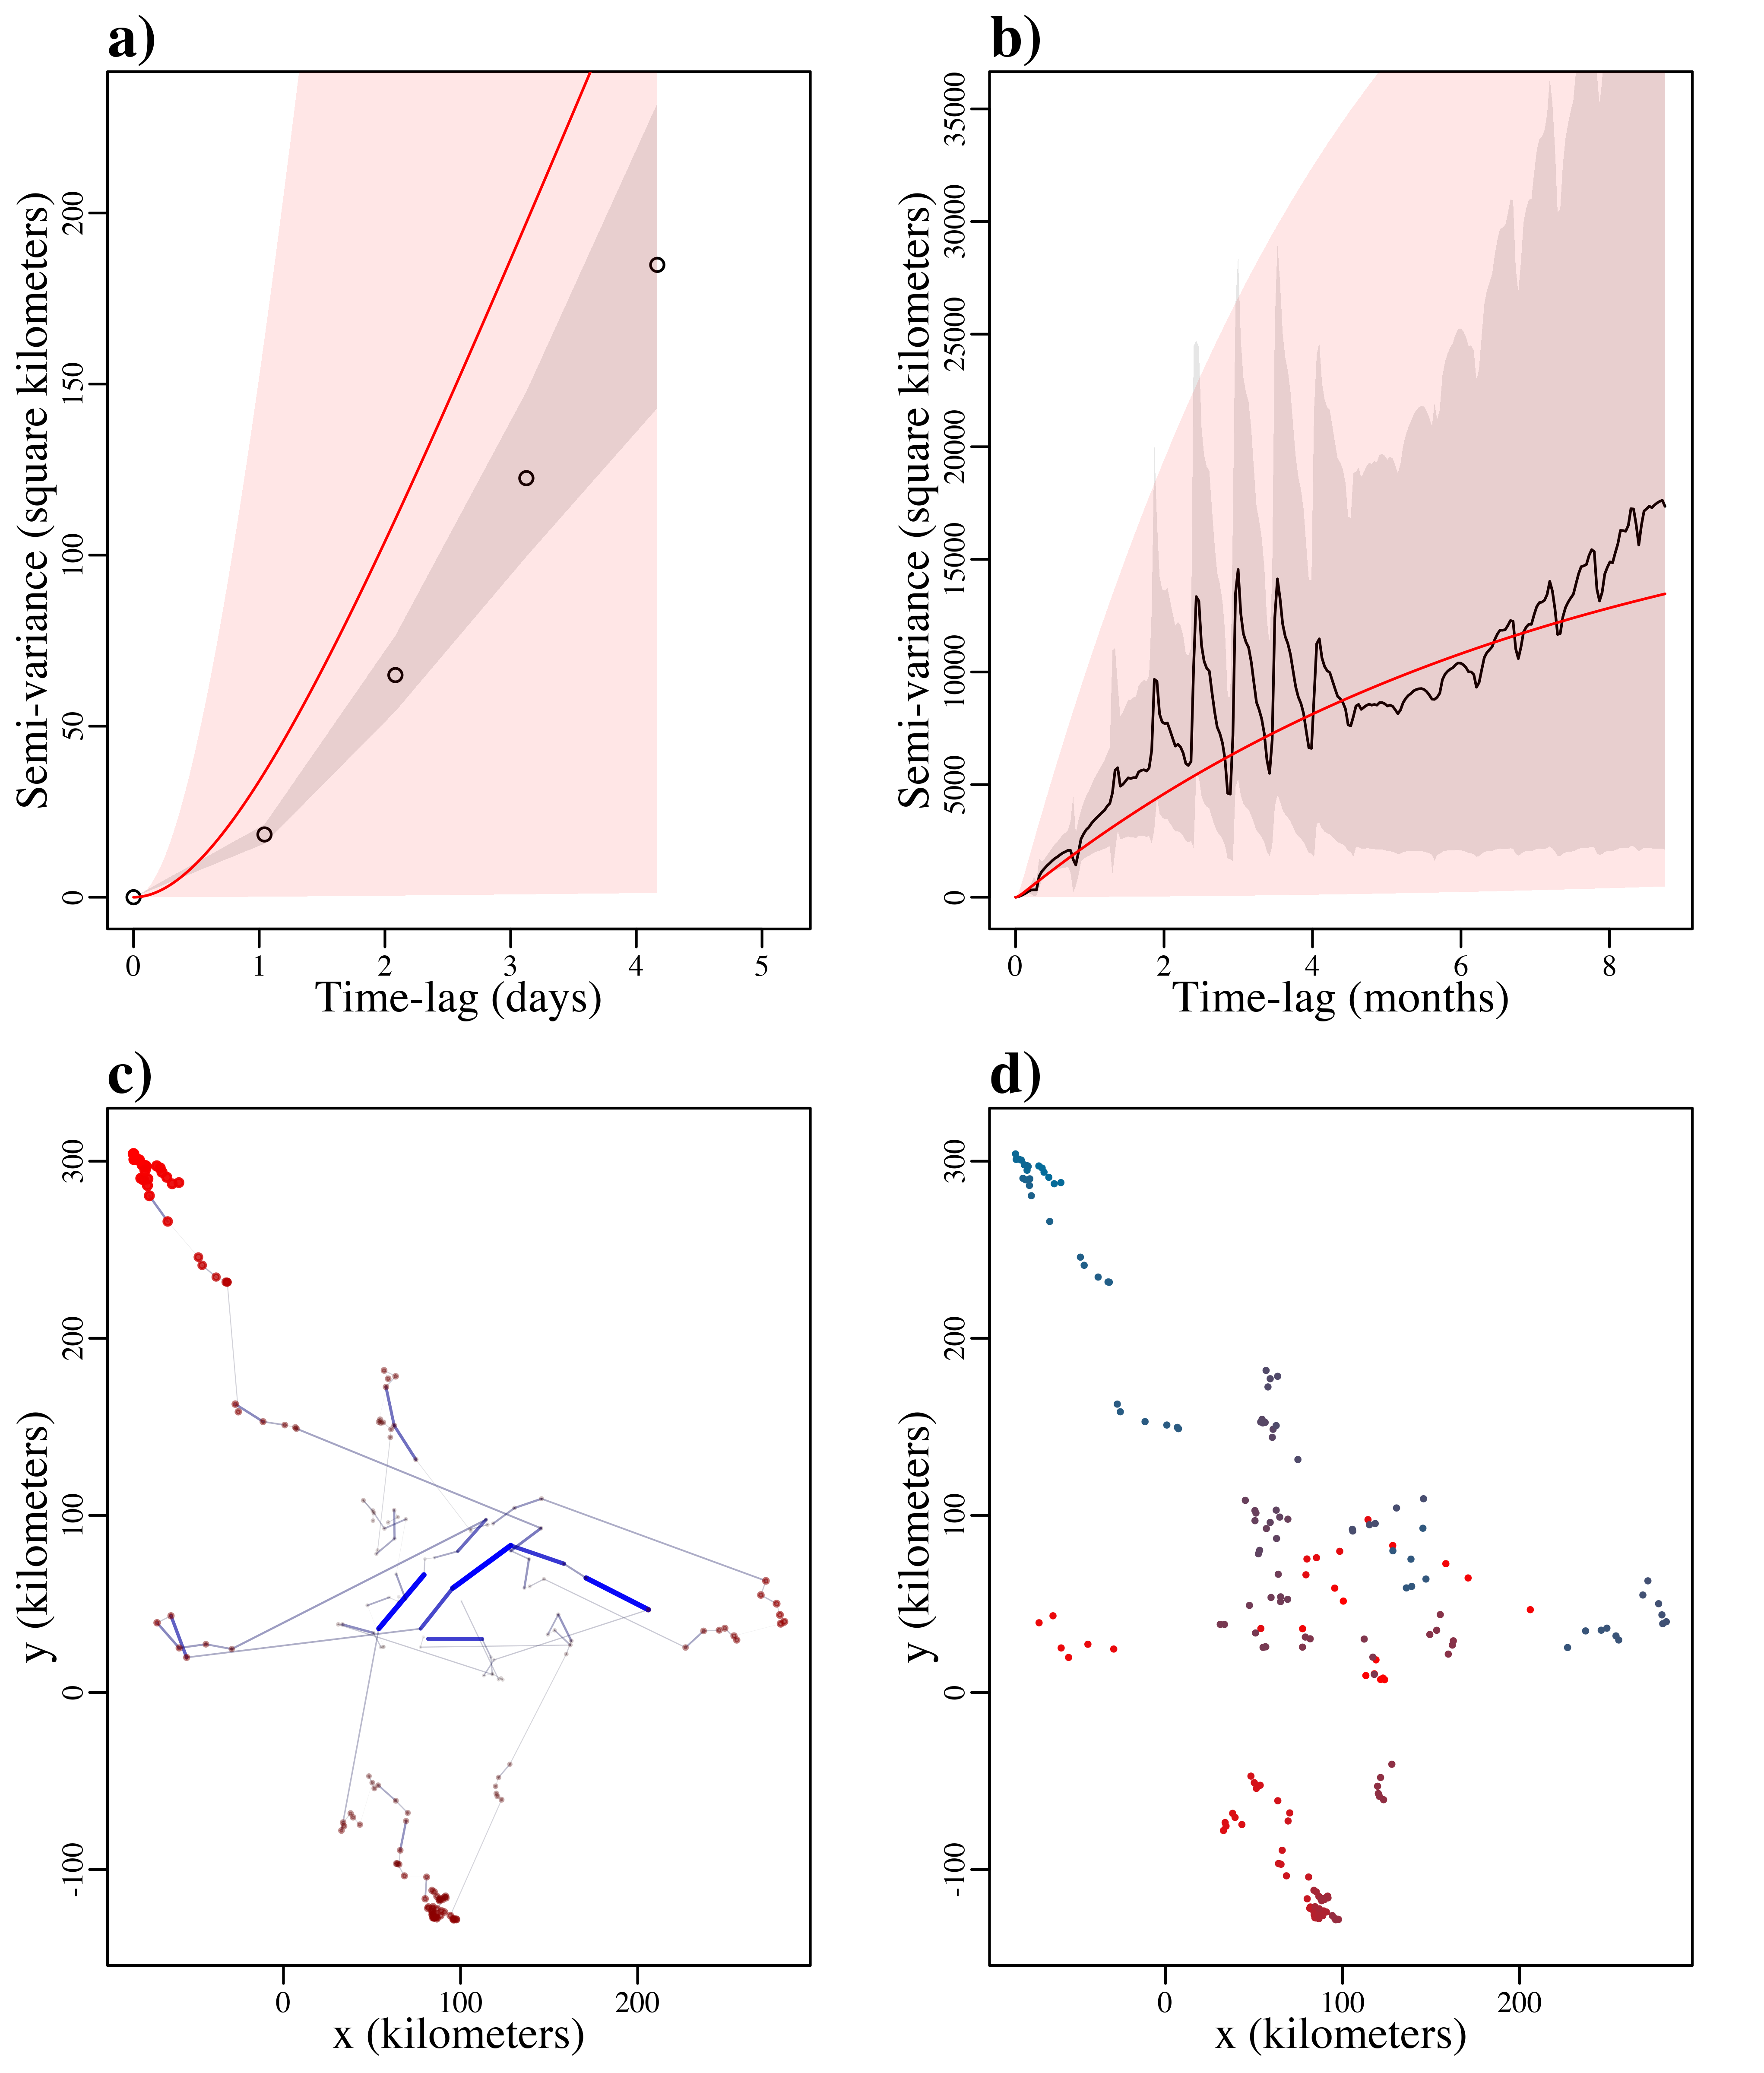 a)
Semi-variance (square kilometers)
0 50 100 150 200
0 1 2 3 4 5
Time-lag (days)
b)
Semi-variance (square kilometers)
0 5000 10000 15000 20000 25000 30000 35000
0 2 4 6 8
Time-lag (months)
c)
y (kilometers)
-100 0 100 200 300
0 100 200
x (kilometers)
d)
y (kilometers)
-100 0 100 200 300
0 100 200
x (kilometers)